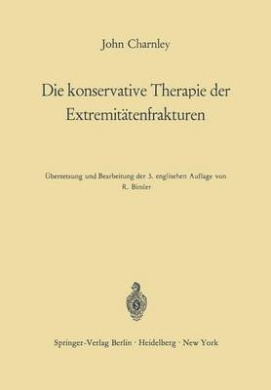 John Charnley
Die konservative Therapie der
Extremitätenfrakturen
Übersetzung und Bearbeitung der 3. englischen Auflage von
R. Bimler
Springer-Verlag Berlin · Heidelberg · New York